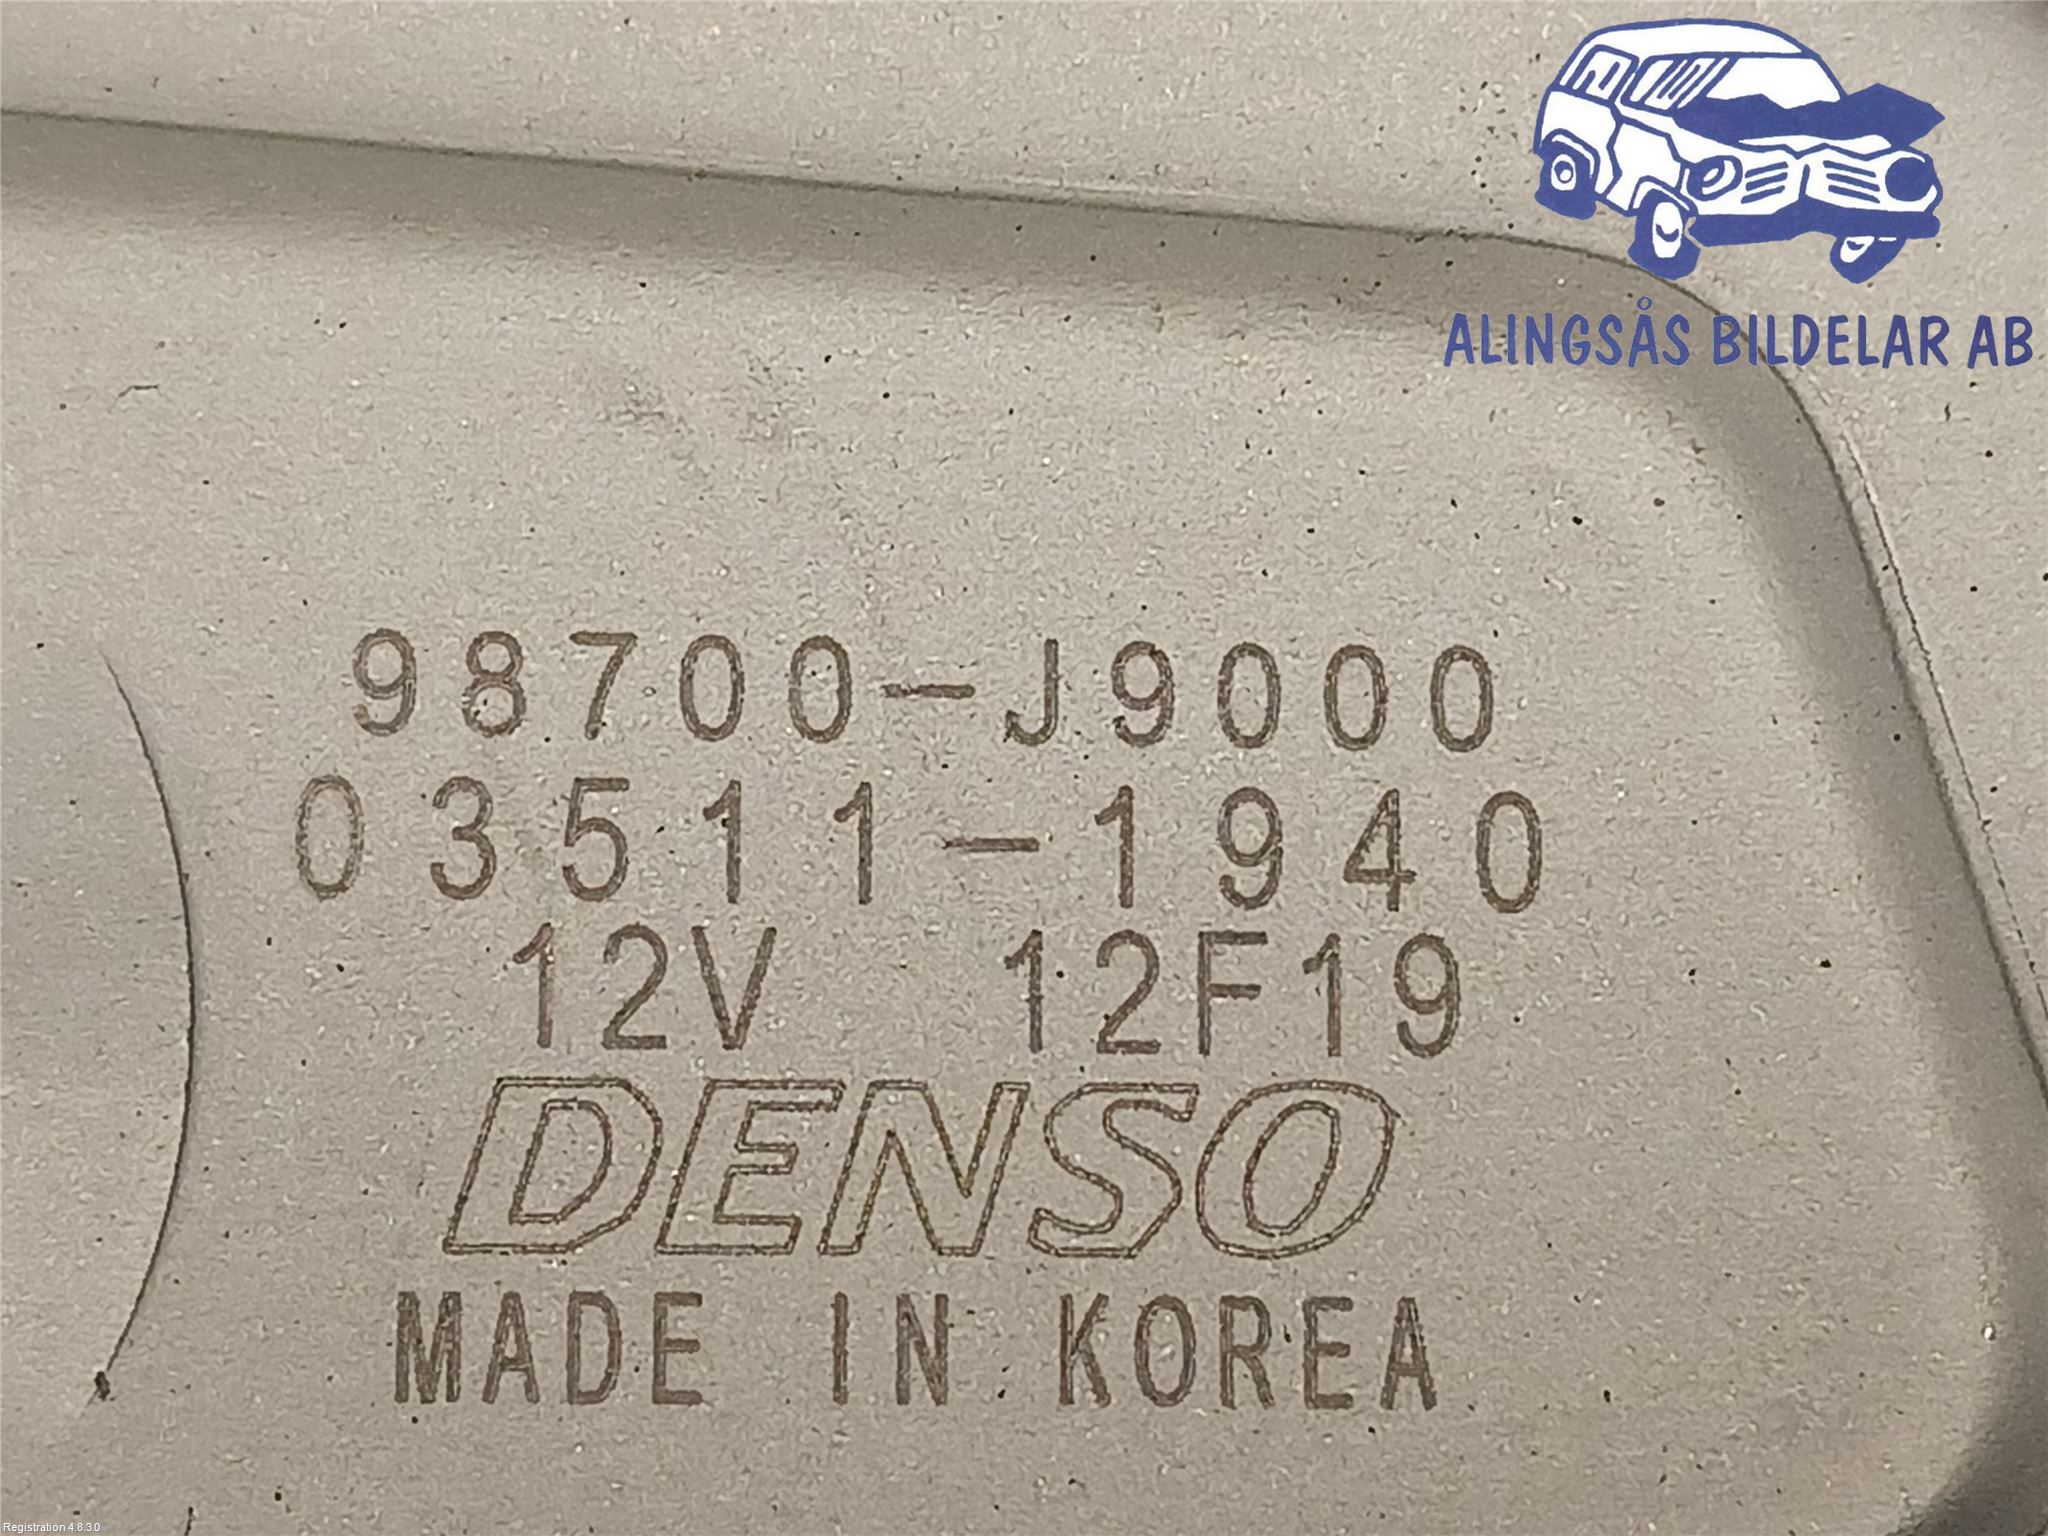 ALINGSÅS BILDELAR AB
98700-J9000
03511-1940
12V 12F19
DENSO
MADE IN KOREA
Registration 4.8.3.0